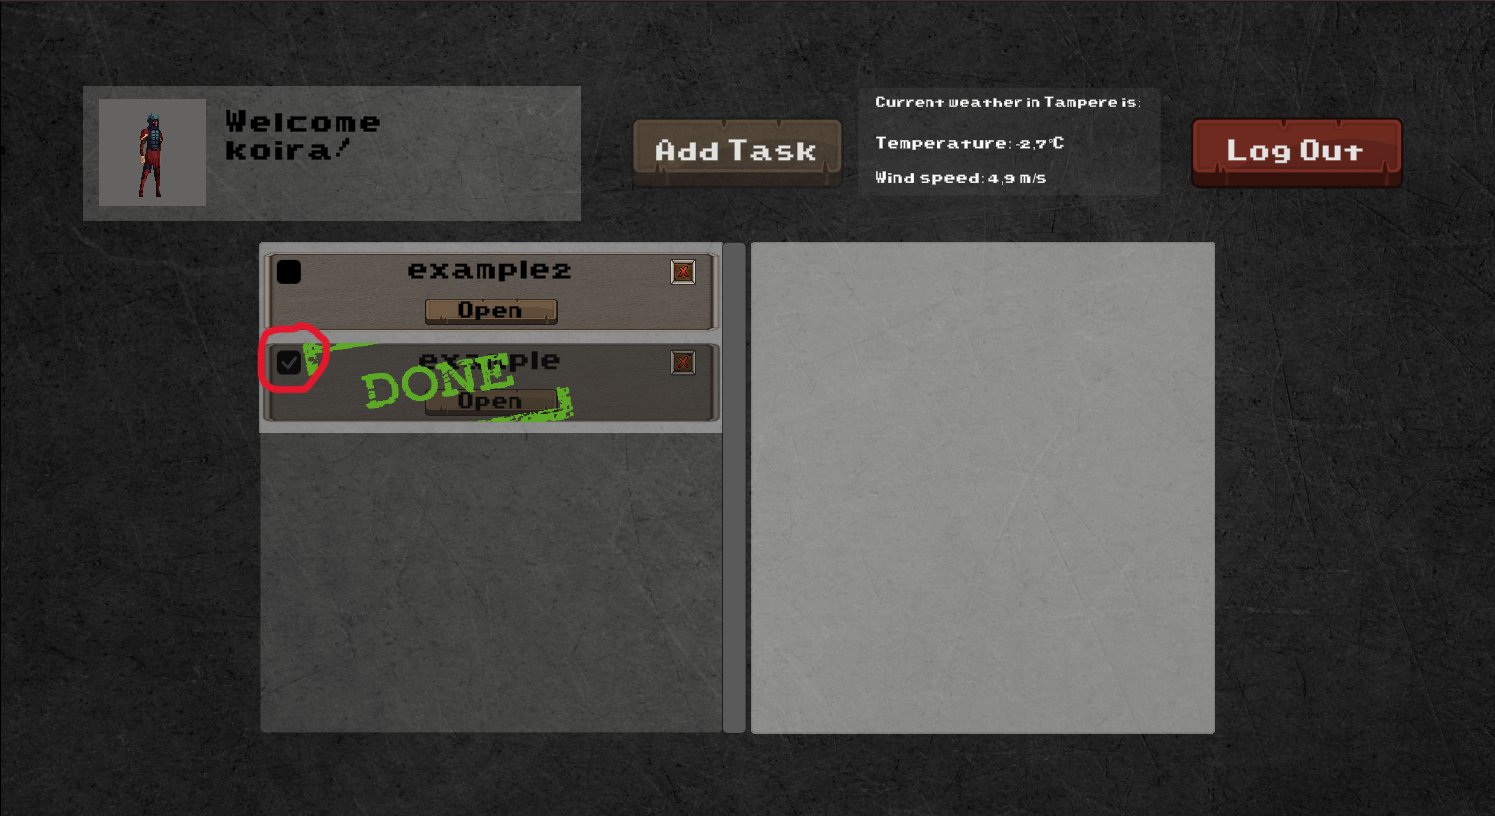 Welcome
koira!
Add Task
Current weather in Tampere is:
Temperature: -2,7°C
Wind speed: 4,9 m/s
Log Out
example2
Open
example
DONE
Open